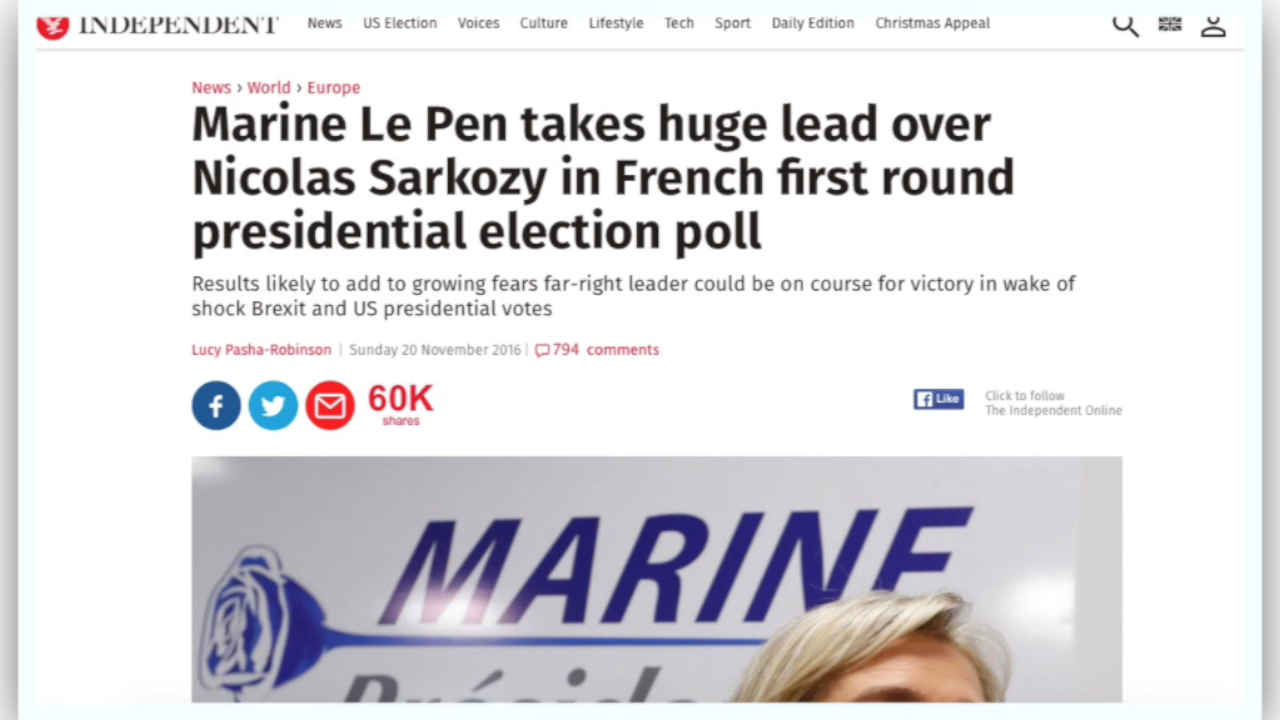 INDEPENDENT News US Election Voices Culture Lifestyle Tech Sport Daily Edition Christmas Appeal
News › World › Europe
Marine Le Pen takes huge lead over
Nicolas Sarkozy in French first round
presidential election poll
Results likely to add to growing fears far-right leader could be on course for victory in wake of
shock Brexit and US presidential votes
Lucy Pasha-Robinson | Sunday 20 November 2016 | 794 comments
60K
shares
Like
Click to follow
The Independent Online
MARINE